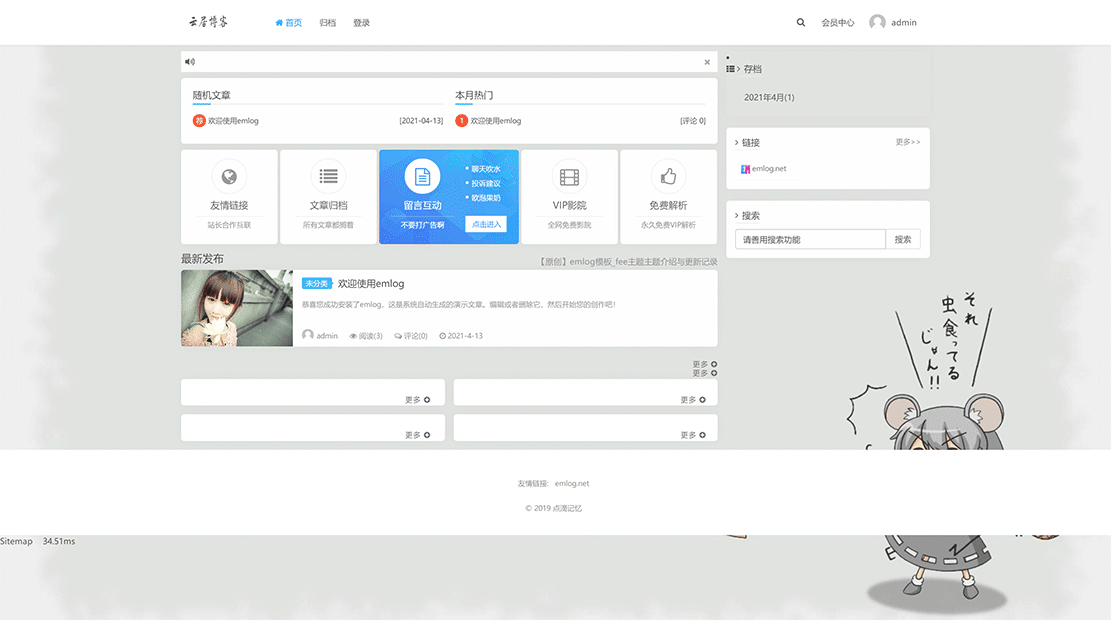 云居博客 首页 归档 登录 会员中心 admin
随机文章
荐 欢迎使用emlog [2021-04-13]
本月热门
1 欢迎使用emlog [评论 0]
友情链接
站长合作互联
文章归档
所有文章都搁着
留言互动
不要打广告啊
• 聊天吹水
• 投诉建议
• 欧泡果奶
点击进入
VIP影院
全网免费影院
免费解析
永久免费VIP解析
最新发布 【原创】emlog模板_fee主题主题介绍与更新记录
未分类 欢迎使用emlog
恭喜您成功安装了emlog，这是系统自动生成的演示文章。编辑或者删除它，然后开始您的创作吧！
admin 阅读(3) 评论(0) 2021-4-13
更多
更多
更多 更多
更多 更多
存档
2021年4月(1)
链接 更多>>
emlog.net
搜索
请善用搜索功能 搜索
それ
虫食ってる
じゃん!!
友情链接: emlog.net
© 2019 点滴记忆
Sitemap 34.51ms